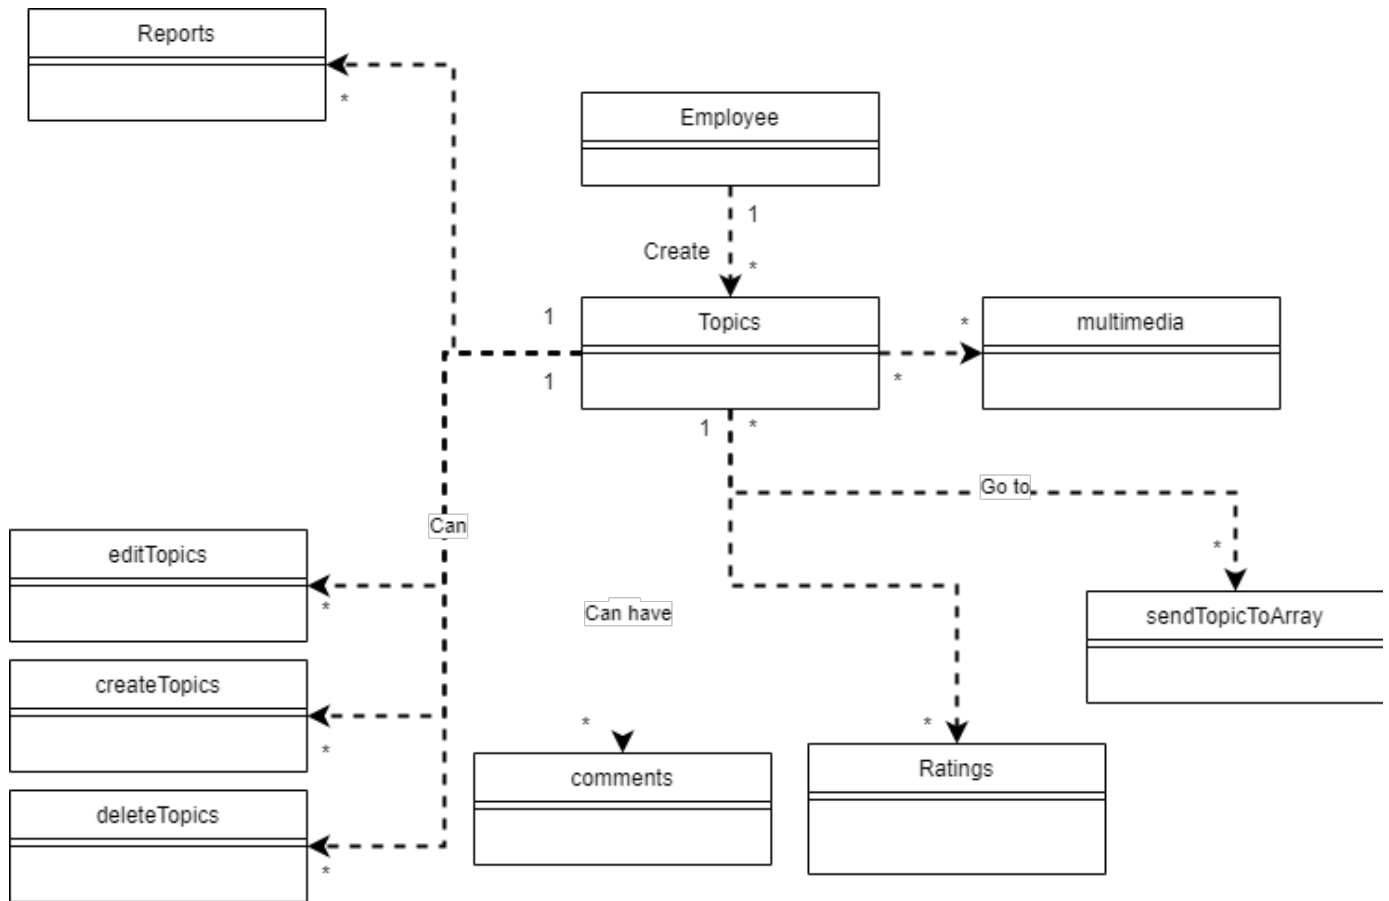 Reports
*
Employee
1
Create
*
1
Topics
*
multimedia
1
*
1
*
Go to
Can
*
editTopics
*
Can have
sendTopicToArray
createTopics
*
*
*
comments
Ratings
deleteTopics
*